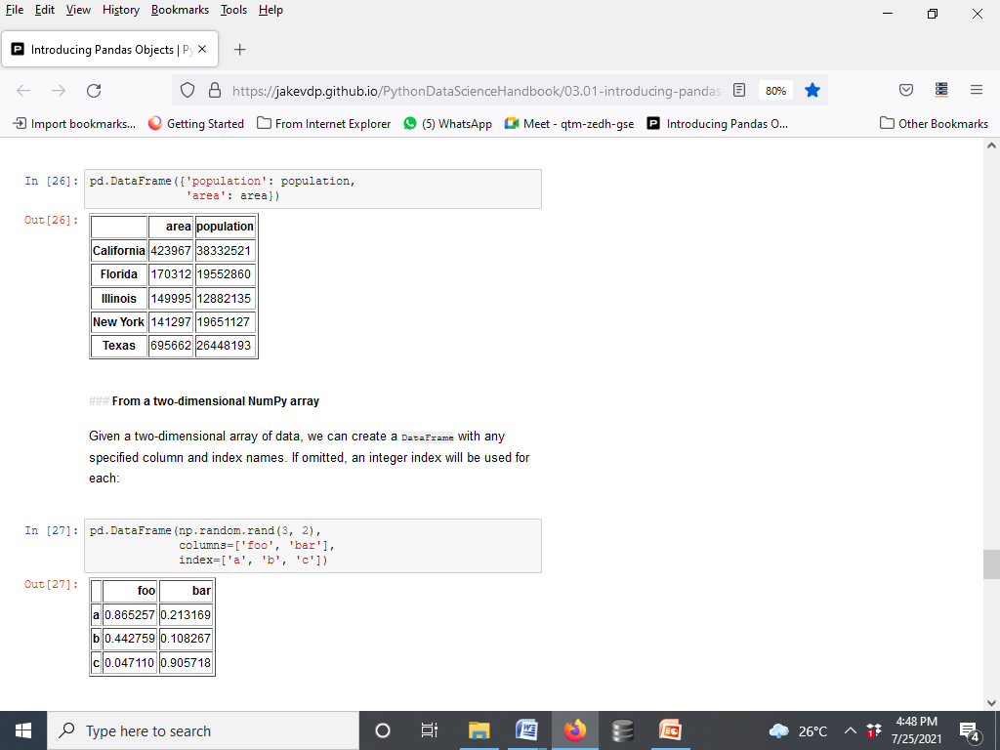 File Edit View History Bookmarks Tools Help
Introducing Pandas Objects | Py
https://jakevdp.github.io/PythonDataScienceHandbook/03.01-introducing-pandas 80%
Import bookmarks... Getting Started From Internet Explorer (5) WhatsApp Meet - qtm-zedh-gse Introducing Pandas O... Other Bookmarks
In [26]: pd.DataFrame({'population': population,
'area': area})
Out[26]:
area population
California 423967 38332521
Florida 170312 19552860
Illinois 149995 12882135
New York 141297 19651127
Texas 695662 26448193
### From a two-dimensional NumPy array
Given a two-dimensional array of data, we can create a DataFrame with any
specified column and index names. If omitted, an integer index will be used for
each:
In [27]: pd.DataFrame(np.random.rand(3, 2),
columns=['foo', 'bar'],
index=['a', 'b', 'c'])
Out[27]:
foo bar
a 0.865257 0.213169
b 0.442759 0.108267
c 0.047110 0.905718
Type here to search
26°C
1
4:48 PM
7/25/2021
4